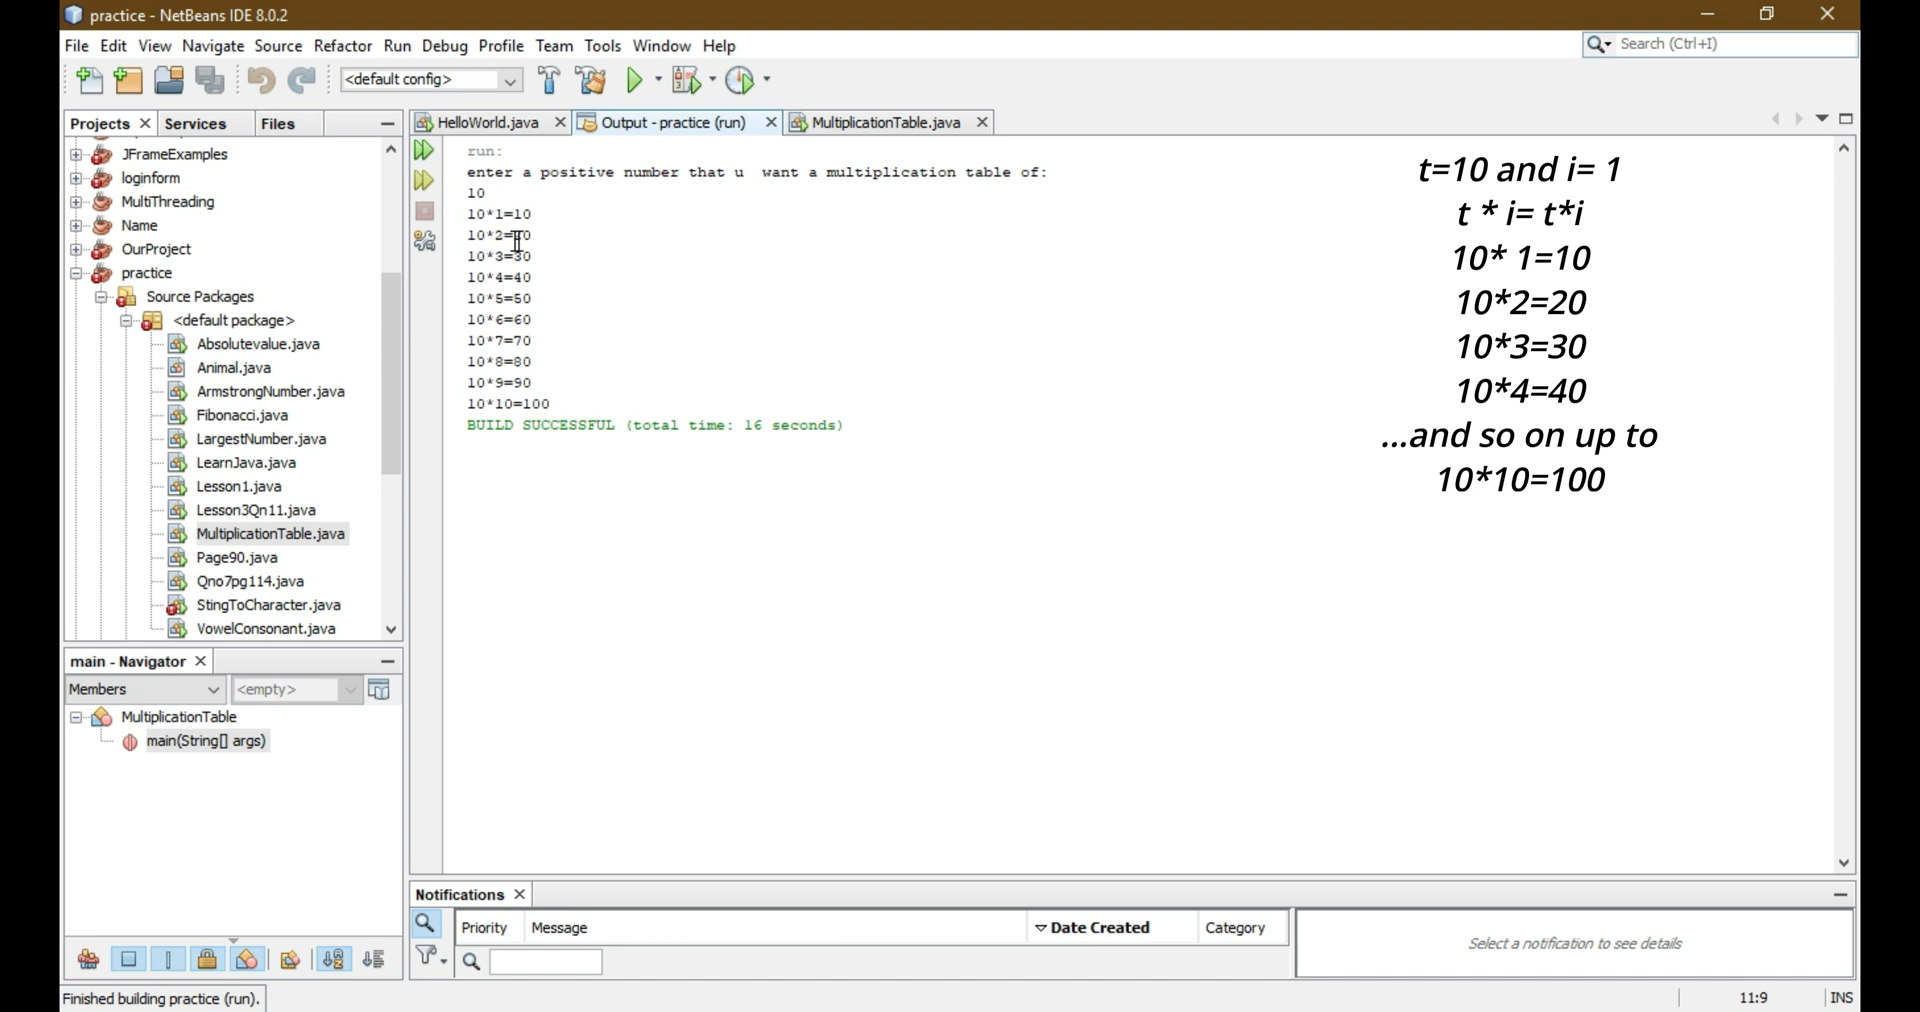 practice - NetBeans IDE 8.0.2
File Edit View Navigate Source Refactor Run Debug Profile Team Tools Window Help
Search (Ctrl+I)
<default config>
Projects Services Files
JFrameExamples
loginform
MultiThreading
Name
OurProject
practice
Source Packages
<default package>
Absolutevalue.java
Animal.java
ArmstrongNumber.java
Fibonacci.java
LargestNumber.java
LearnJava.java
Lesson1.java
Lesson3Qn11.java
MultiplicationTable.java
Page90.java
Qno7pg114.java
StingToCharacter.java
VowelConsonant.java
main - Navigator
Members <empty>
MultiplicationTable
main(String[] args)
HelloWorld.java Output - practice (run) MultiplicationTable.java
run:
enter a positive number that u want a multiplication table of:
10
10*1=10
10*2=20
10*3=30
10*4=40
10*5=50
10*6=60
10*7=70
10*8=80
10*9=90
10*10=100
BUILD SUCCESSFUL (total time: 16 seconds)
t=10 and i= 1
t * i= t*i
10* 1=10
10*2=20
10*3=30
10*4=40
...and so on up to
10*10=100
Notifications
Priority Message Date Created Category
Select a notification to see details
Finished building practice (run).
11:9 INS